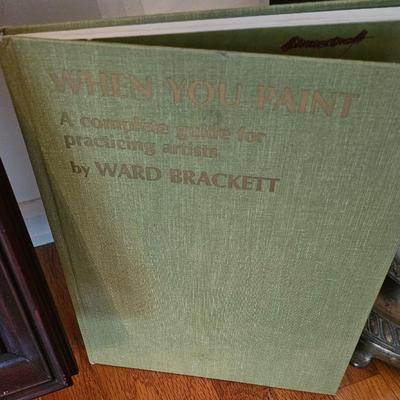 WHEN YOU PAINT
A complete guide for
practicing artists
by WARD BRACKETT